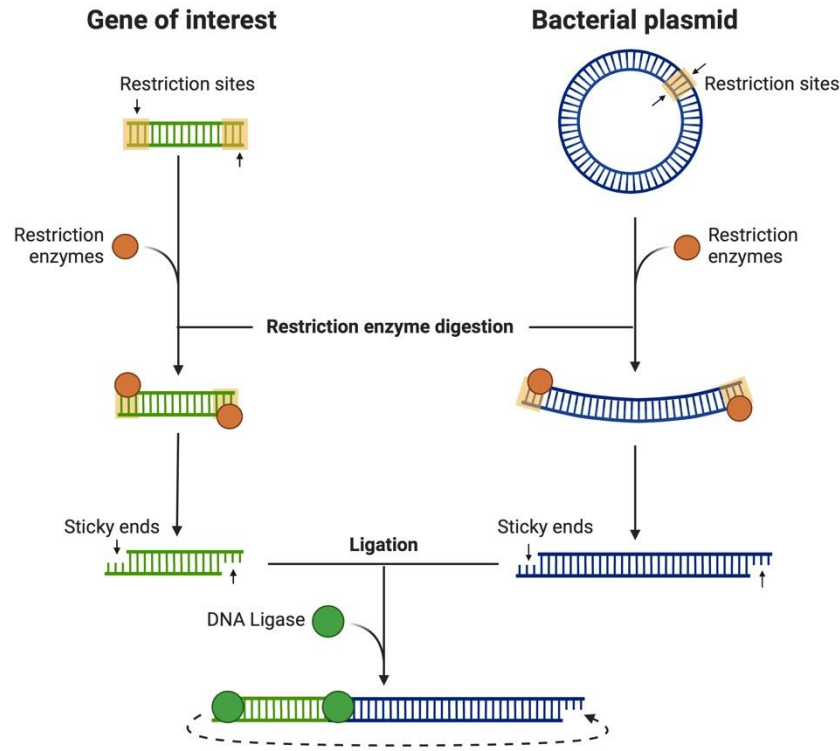 Gene of interest
Bacterial plasmid
Restriction sites
Restriction sites
Restriction
enzymes
Restriction
enzymes
Restriction enzyme digestion
Sticky ends
Sticky ends
Ligation
DNA Ligase